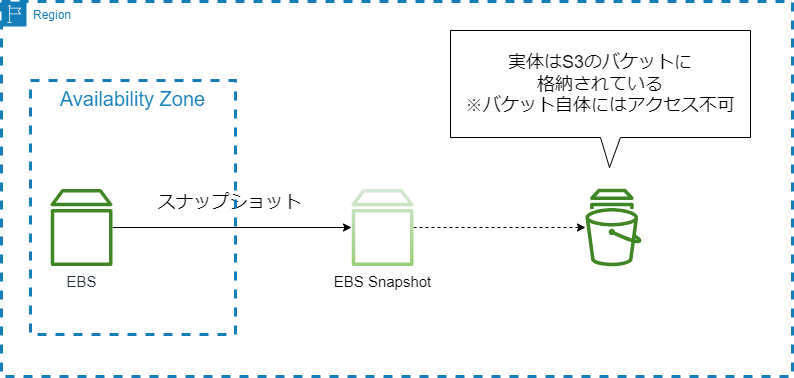 Region
実体はS3のバケットに
格納されている
※バケット自体にはアクセス不可
Availability Zone
スナップショット
EBS
EBS Snapshot